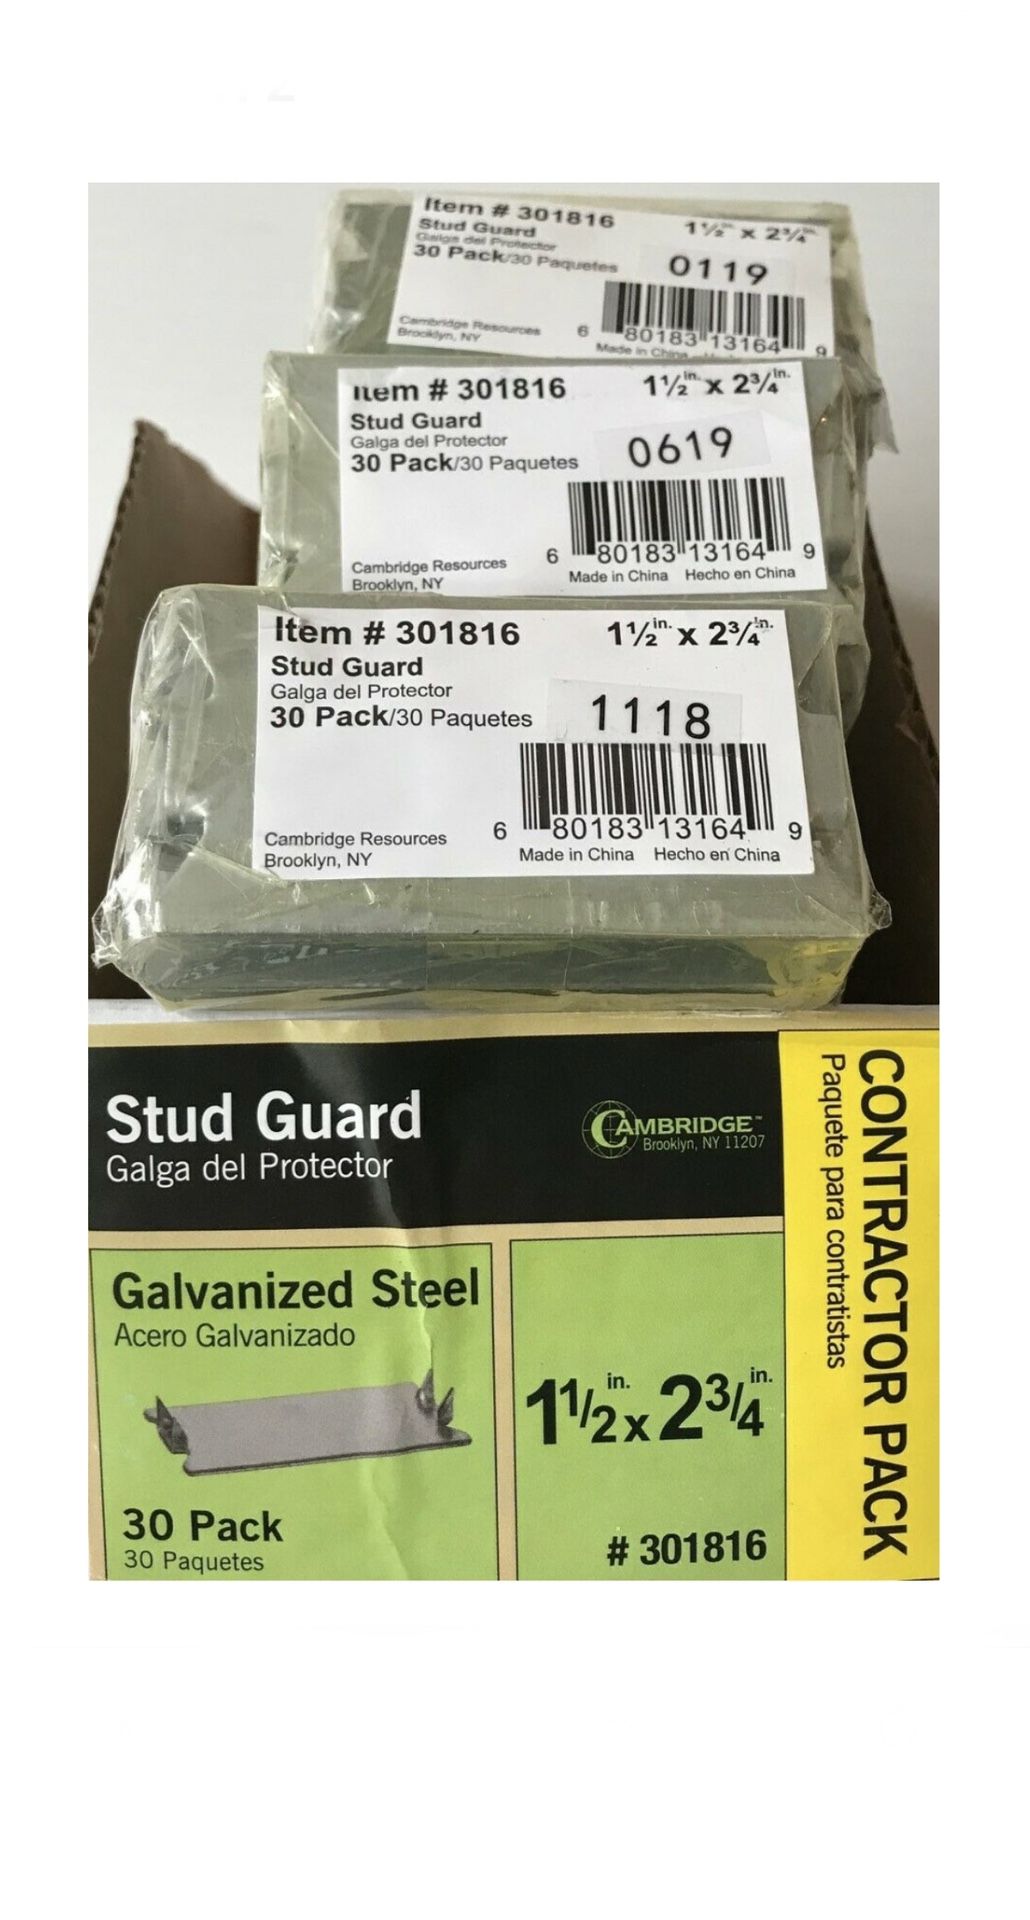 Item # 301816
1½ in. x 2¾ in.
Stud Guard
Galga del Protector
30 Pack/30 Paquetes
0119
Cambridge Resources
Brooklyn, NY
6 80183 13164 9
Made in China
Item # 301816
1½ in. x 2¾ in.
Stud Guard
Galga del Protector
30 Pack/30 Paquetes
0619
Cambridge Resources
Brooklyn, NY
6 80183 13164 9
Made in China Hecho en China
Item # 301816
1½ in. x 2¾ in.
Stud Guard
Galga del Protector
30 Pack/30 Paquetes
1118
Cambridge Resources
Brooklyn, NY
6 80183 13164 9
Made in China Hecho en China
Stud Guard
Galga del Protector
CAMBRIDGE™
Brooklyn, NY 11207
Galvanized Steel
Acero Galvanizado
30 Pack
30 Paquetes
1½ in. x 2¾ in.
# 301816
CONTRACTOR PACK
Paquete para contratistas